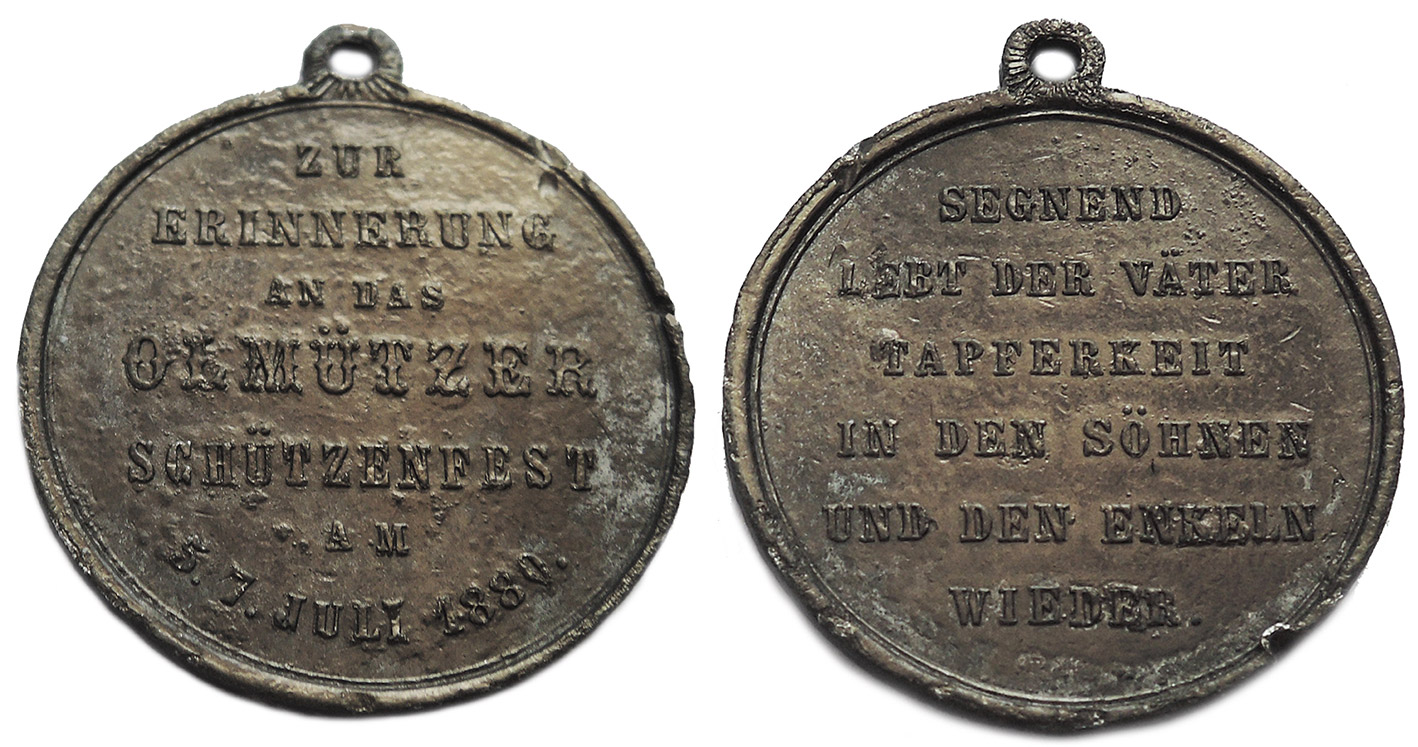 ZUR
ERINNERUNG
AN DAS
OLMÜTZER
SCHÜTZENFEST
AM
5. 7. JULI 1880.
SEGNEND
LEBT DER VÄTER
TAPFERKEIT
IN DEN SÖHNEN
UND DEN ENKELN
WIEDER.